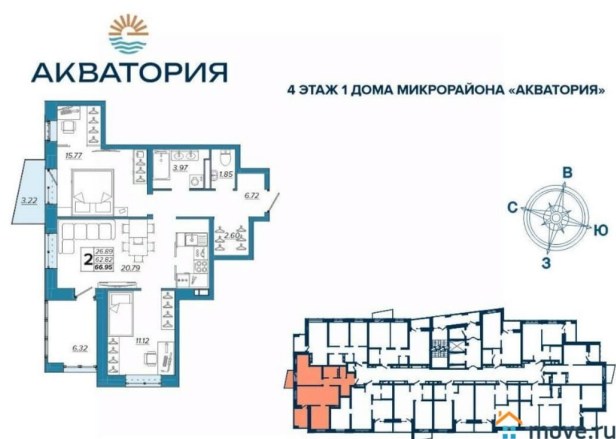 АКВАТОРИЯ
4 ЭТАЖ 1 ДОМА МИКРОРАЙОНА «АКВАТОРИЯ»
15.77
3.97
1.85
6.72
3.22
2.60
2
26.89
62.82
66.95
20.79
6.32
11.12
В
С
Ю
З
move.ru